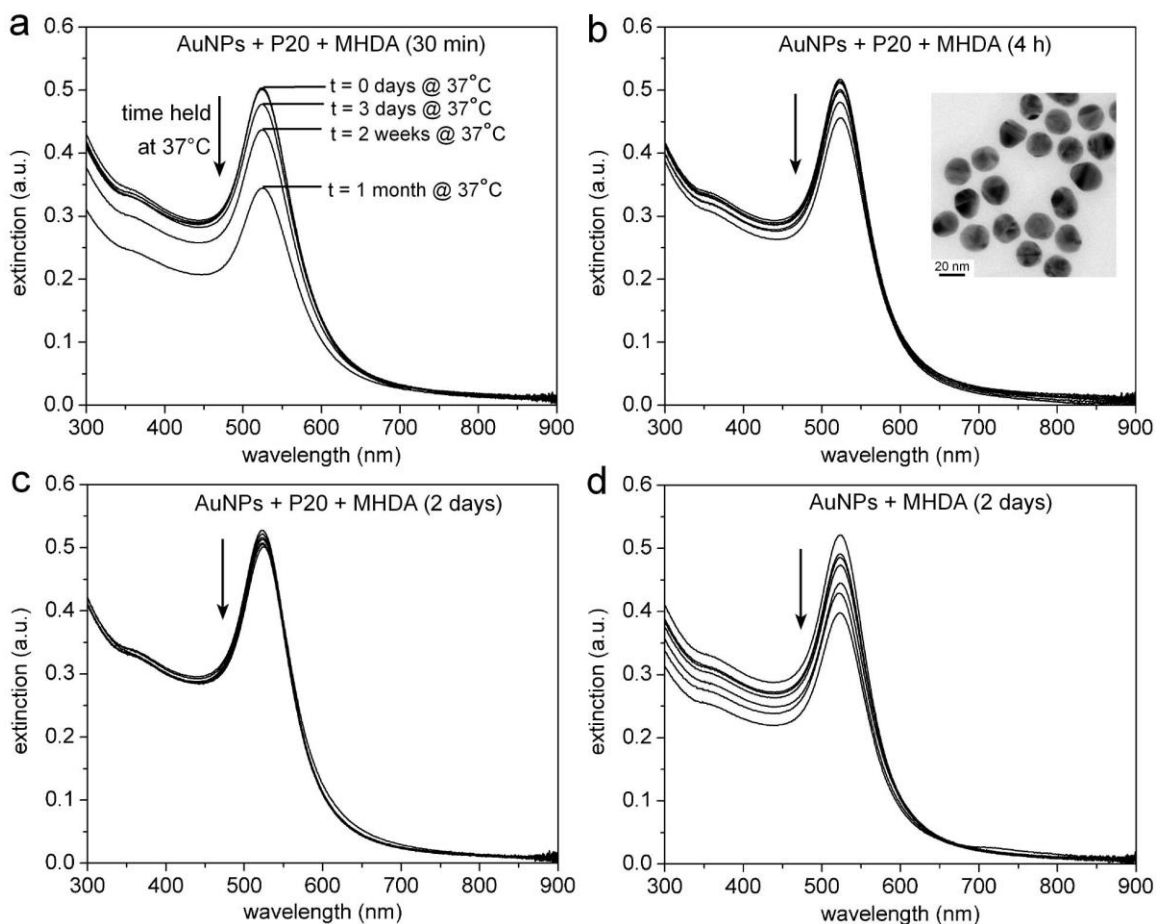 a
AuNPs + P20 + MHDA (30 min)
t = 0 days @ 37°C
t = 3 days @ 37°C
t = 2 weeks @ 37°C
t = 1 month @ 37°C
time held
at 37°C
extinction (a.u.)
0.6
0.5
0.4
0.3
0.2
0.1
0.0
300 400 500 600 700 800 900
wavelength (nm)
b
AuNPs + P20 + MHDA (4 h)
20 nm
extinction (a.u.)
0.6
0.5
0.4
0.3
0.2
0.1
0.0
300 400 500 600 700 800 900
wavelength (nm)
c
AuNPs + P20 + MHDA (2 days)
extinction (a.u.)
0.6
0.5
0.4
0.3
0.2
0.1
0.0
300 400 500 600 700 800 900
wavelength (nm)
d
AuNPs + MHDA (2 days)
extinction (a.u.)
0.6
0.5
0.4
0.3
0.2
0.1
0.0
300 400 500 600 700 800 900
wavelength (nm)